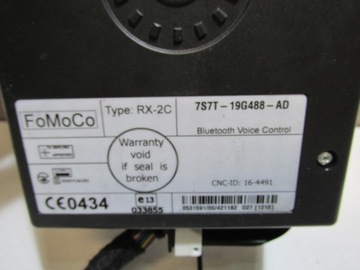 FoMoCo
Type: RX-2C
7S7T-19G488-AD
Bluetooth Voice Control
Warranty
void
if seal is
broken
CNC-ID: 16-4491
CE0434
e13
033855